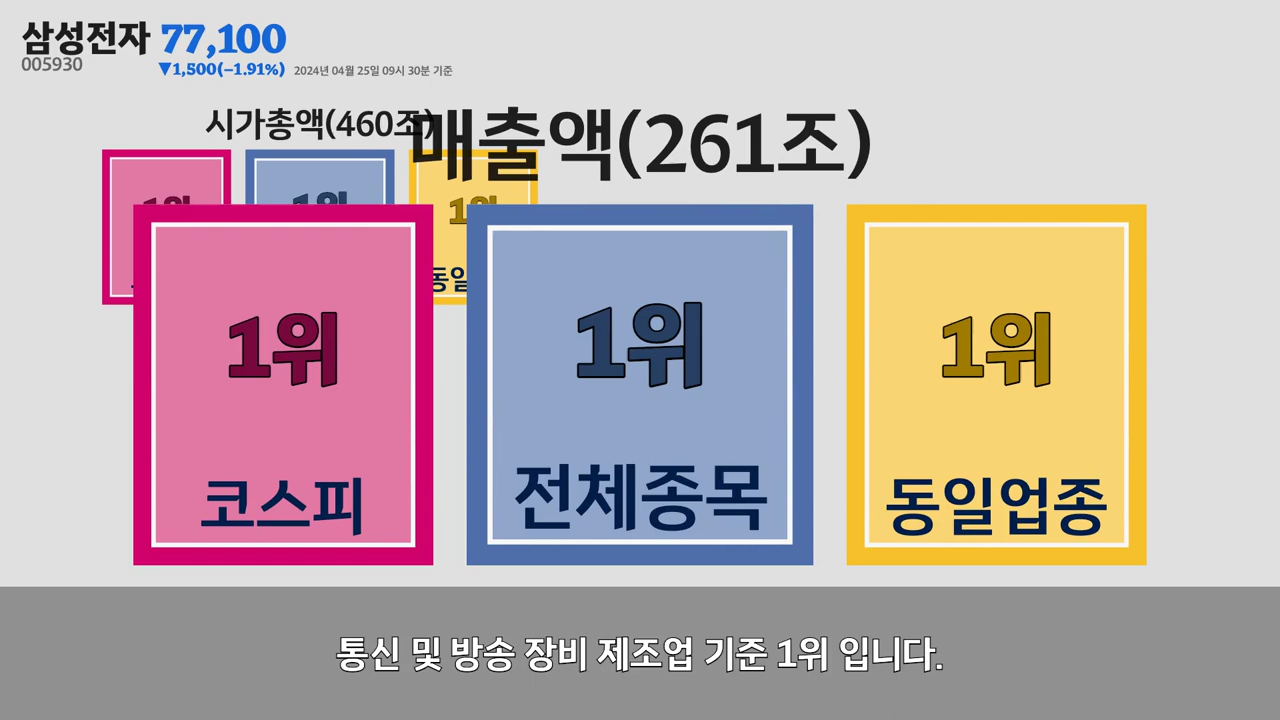 삼성전자 77,100
005930
▼1,500(-1.91%) 2024년 04월 25일 09시 30분 기준
시가총액(460조)
매출액(261조)
1위
1위
1위
동일
1위
1위
1위
코스피
전체종목
동일업종
통신 및 방송 장비 제조업 기준 1위 입니다.